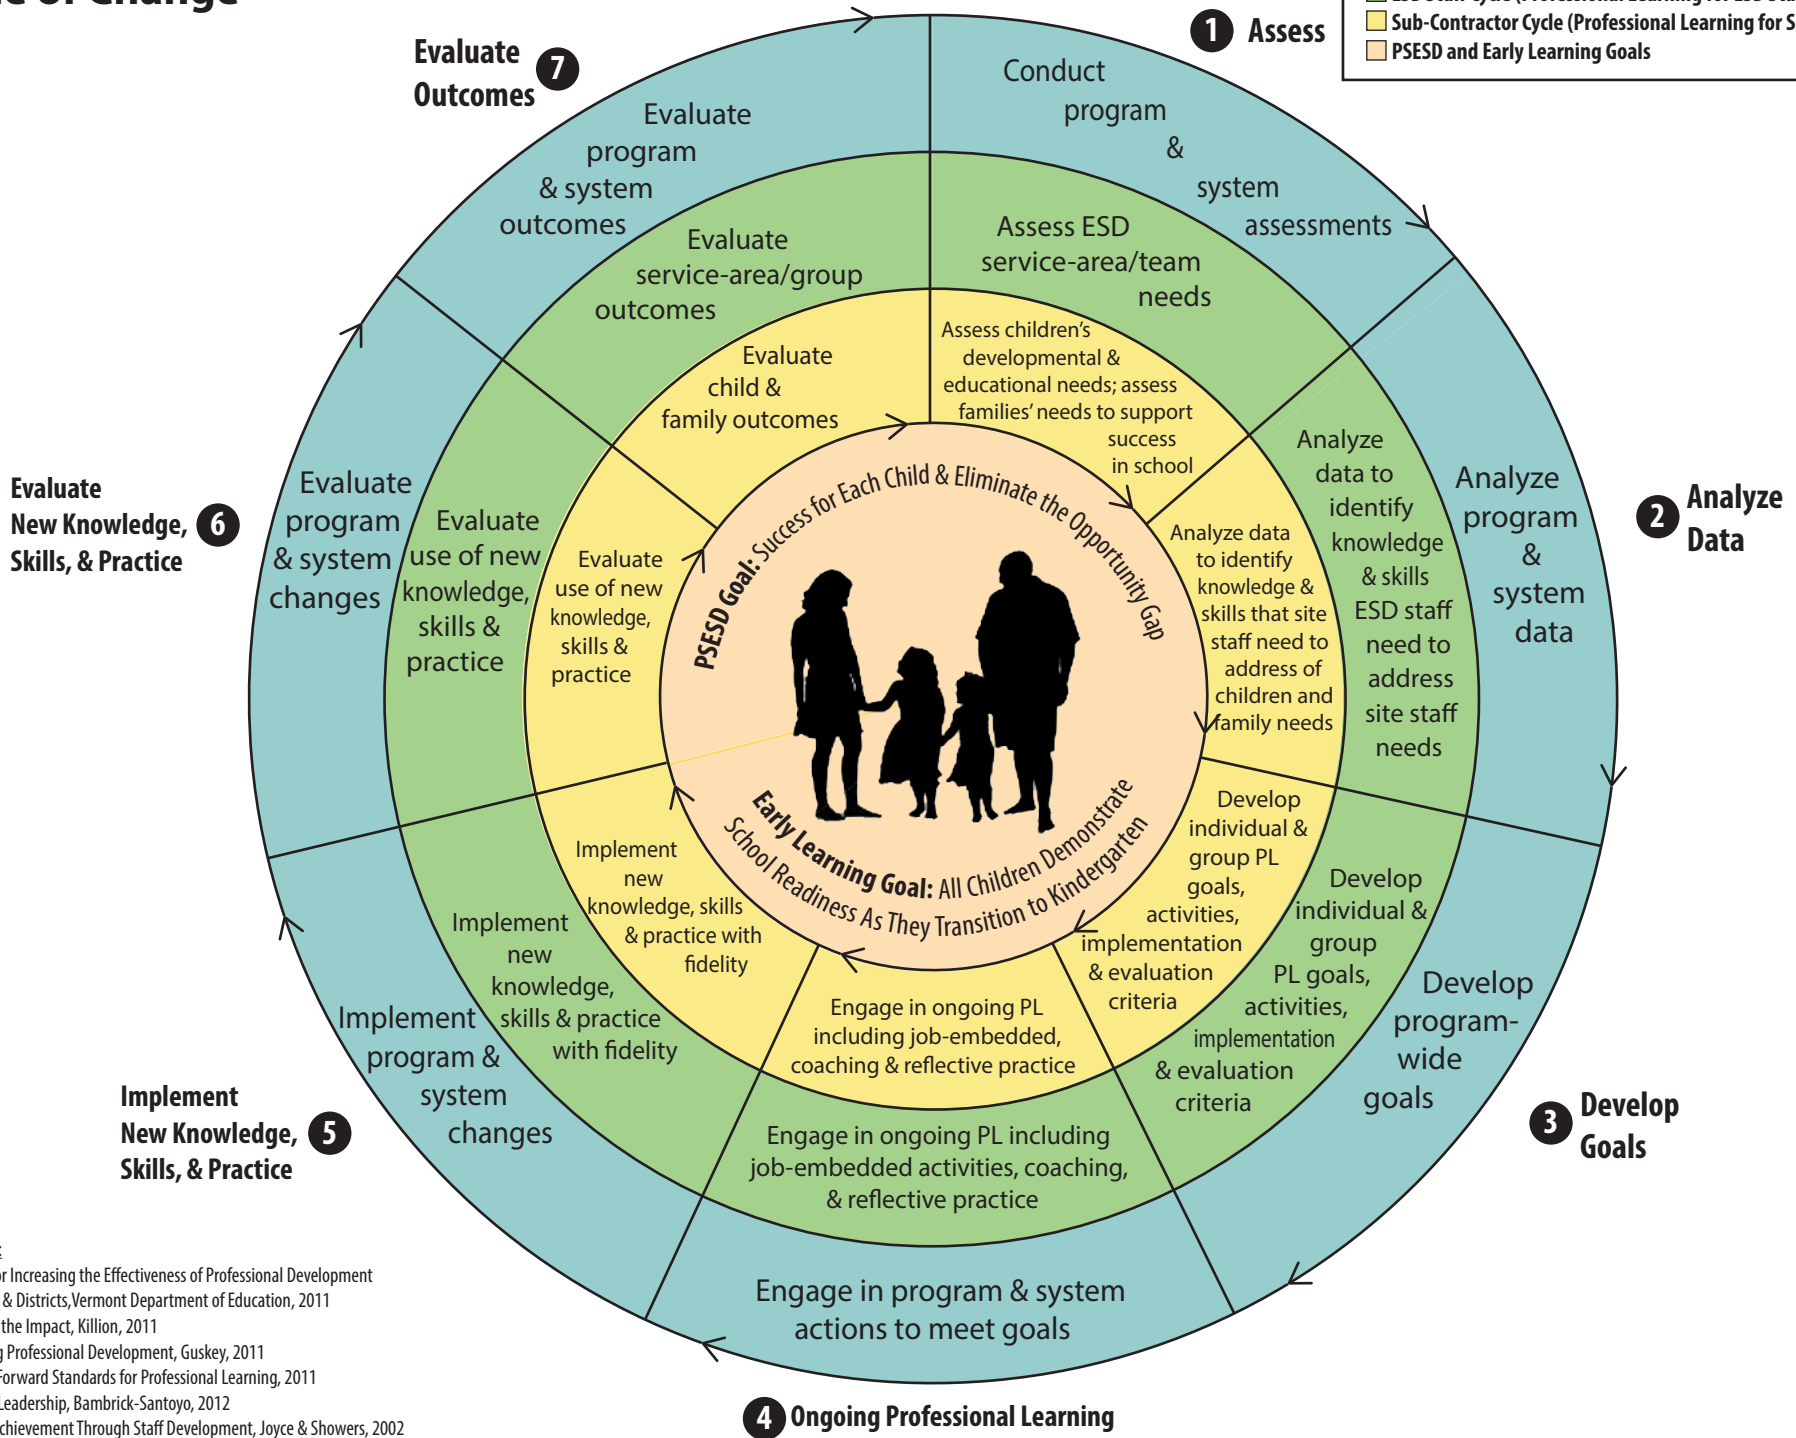 of Change
ESD Staff Cycle (Professional Learning for ESD
Sub-Contractor Cycle (Professional Learning for
PSESD and Early Learning Goals
1 Assess
Conduct
program
&
system
assessments
Assess ESD
service-area/team
needs
Assess children's
developmental &
educational needs; assess
families' needs to support
success
in school
2 Analyze
Data
Analyze
program
&
system
data
Analyze
data to
identify
knowledge
& skills
ESD staff
need to
address
site staff
needs
Analyze data
to identify
knowledge &
skills that site
staff need to
address of
children and
family needs
3 Develop
Goals
Develop
program-
wide
goals
Develop
individual &
group
PL goals,
activities,
implementation
& evaluation
criteria
Develop
individual &
group PL
goals,
activities,
implementation
& evaluation
criteria
4 Ongoing Professional Learning
Engage in program & system
actions to meet goals
Engage in ongoing PL including
job-embedded activities, coaching,
& reflective practice
Engage in ongoing PL
including job-embedded,
coaching & reflective practice
Implement
New Knowledge, 5
Skills, & Practice
Implement
program &
system
changes
Implement
new
knowledge,
skills & practice
with fidelity
Implement
new
knowledge, skills
& practice with
fidelity
Evaluate
New Knowledge, 6
Skills, & Practice
Evaluate
program
& system
changes
Evaluate
use of new
knowledge,
skills &
practice
Evaluate
use of new
knowledge,
skills &
practice
Evaluate 7
Outcomes
Evaluate
program
& system
outcomes
Evaluate
service-area/group
outcomes
Evaluate
child &
family outcomes
PSESD Goal: Success for Each Child & Eliminate the Opportunity Gap
Early Learning Goal: All Children Demonstrate
School Readiness As They Transition to Kindergarten
Increasing the Effectiveness of Professional Development
& Districts,Vermont Department of Education, 2011
the Impact, Killion, 2011
Professional Development, Guskey, 2011
Forward Standards for Professional Learning, 2011
Leadership, Bambrick-Santoyo, 2012
Through Staff Development, Joyce & Showers, 2002